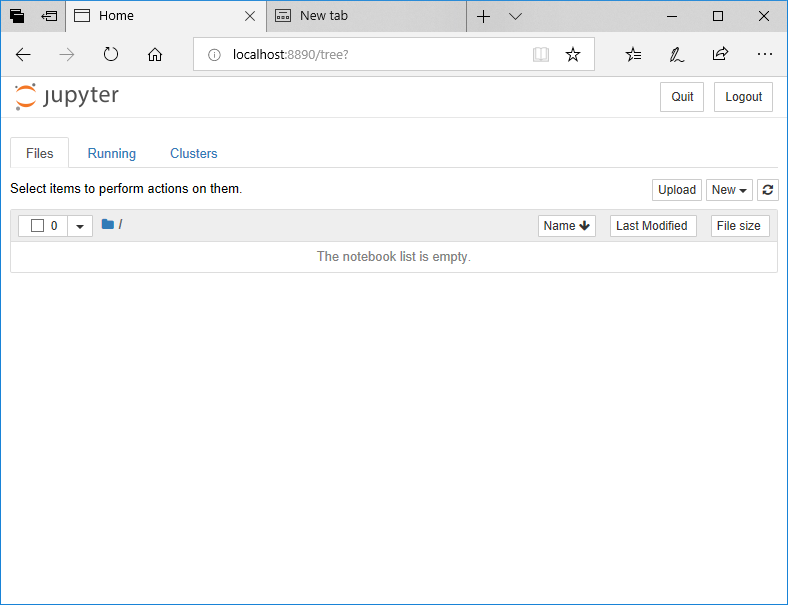 Home
New tab
localhost:8890/tree?
jupyter
Quit
Logout
Files
Running
Clusters
Select items to perform actions on them.
Upload
New
0
/
Name
Last Modified
File size
The notebook list is empty.